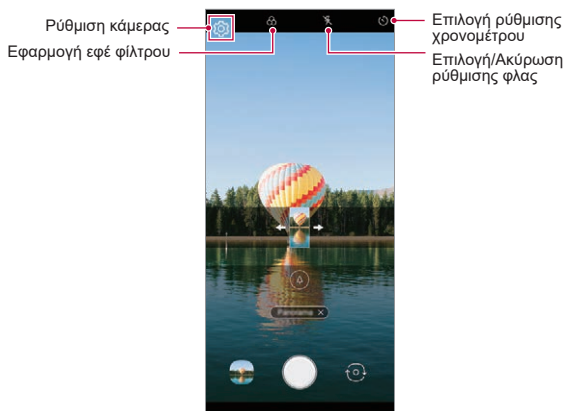 Ρύθμιση κάμερας
Εφαρμογή εφέ φίλτρου
Επιλογή ρύθμισης
χρονομέτρου
Επιλογή/Ακύρωση
ρύθμισης φλας
Panorama